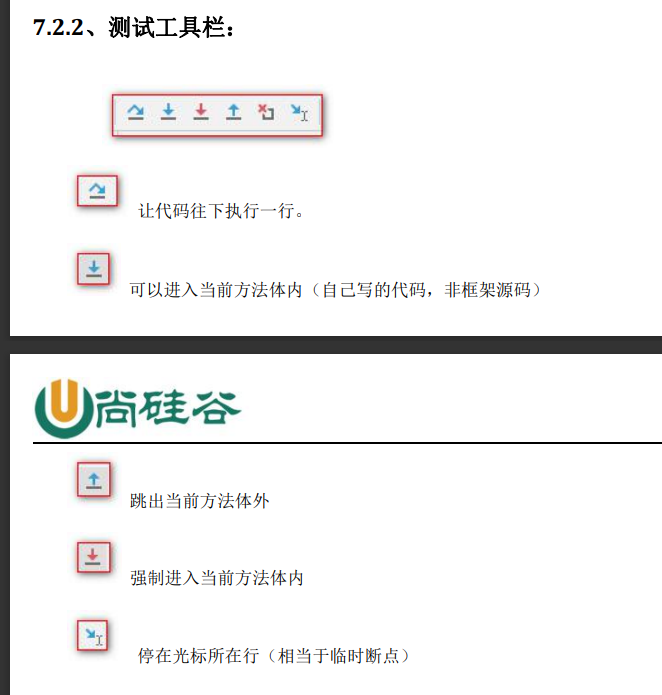 7.2.2、测试工具栏：
让代码往下执行一行。
可以进入当前方法体内（自己写的代码，非框架源码）
尚硅谷
跳出当前方法体外
强制进入当前方法体内
停在光标所在行（相当于临时断点）